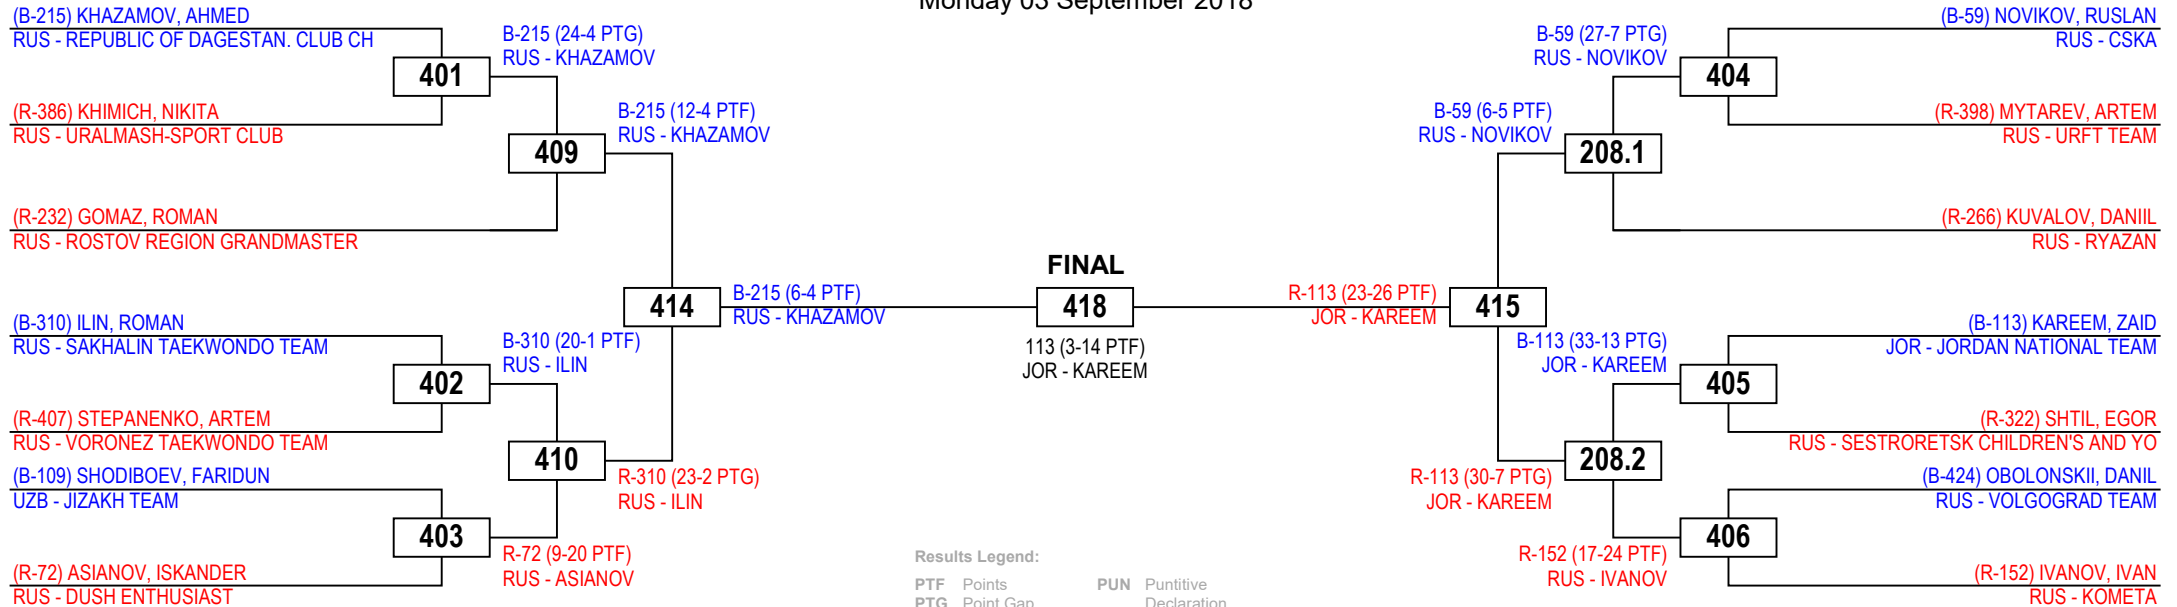 Monday 03 September 2018
(B-215) KHAZAMOV, AHMED
RUS - REPUBLIC OF DAGESTAN. CLUB CH
401
(R-386) KHIMICH, NIKITA
RUS - URALMASH-SPORT CLUB
B-215 (24-4 PTG)
RUS - KHAZAMOV
409
(R-232) GOMAZ, ROMAN
RUS - ROSTOV REGION GRANDMASTER
B-215 (12-4 PTF)
RUS - KHAZAMOV
414
(B-310) ILIN, ROMAN
RUS - SAKHALIN TAEKWONDO TEAM
402
(R-407) STEPANENKO, ARTEM
RUS - VORONEZ TAEKWONDO TEAM
B-310 (20-1 PTF)
RUS - ILIN
410
(B-109) SHODIBOEV, FARIDUN
UZB - JIZAKH TEAM
403
(R-72) ASIANOV, ISKANDER
RUS - DUSH ENTHUSIAST
R-72 (9-20 PTF)
RUS - ASIANOV
R-310 (23-2 PTG)
RUS - ILIN
B-215 (6-4 PTF)
RUS - KHAZAMOV
FINAL
418
113 (3-14 PTF)
JOR - KAREEM
R-113 (23-26 PTF)
JOR - KAREEM
415
B-59 (6-5 PTF)
RUS - NOVIKOV
208.1
B-59 (27-7 PTG)
RUS - NOVIKOV
404
(B-59) NOVIKOV, RUSLAN
RUS - CSKA
(R-398) MYTAREV, ARTEM
RUS - URFT TEAM
(R-266) KUVALOV, DANIIL
RUS - RYAZAN
B-113 (33-13 PTG)
JOR - KAREEM
405
(B-113) KAREEM, ZAID
JOR - JORDAN NATIONAL TEAM
(R-322) SHTIL, EGOR
RUS - SESTRORETSK CHILDREN'S AND YO
208.2
R-113 (30-7 PTG)
JOR - KAREEM
(B-424) OBOLONSKII, DANIL
RUS - VOLGOGRAD TEAM
406
R-152 (17-24 PTF)
RUS - IVANOV
(R-152) IVANOV, IVAN
RUS - KOMETA
Results Legend:
PTF Points PUN Puntitive
PTG Point Gap Declaration